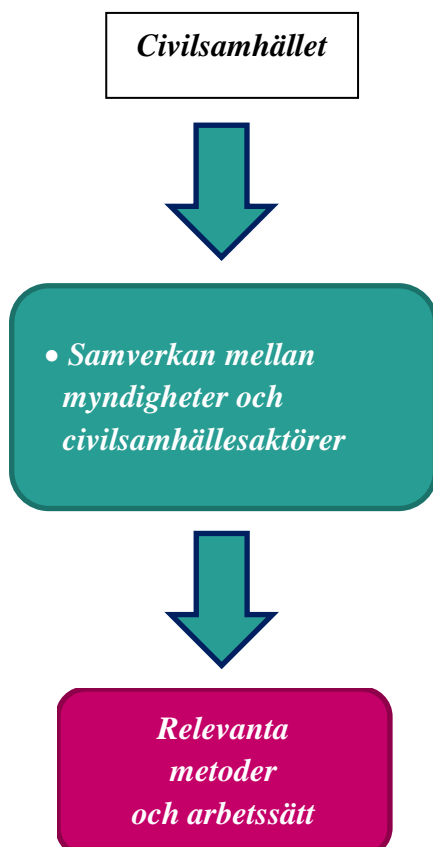 Civilsamhället
• Samverkan mellan
myndigheter och
civilsamhällesaktörer
Relevanta
metoder
och arbetssätt